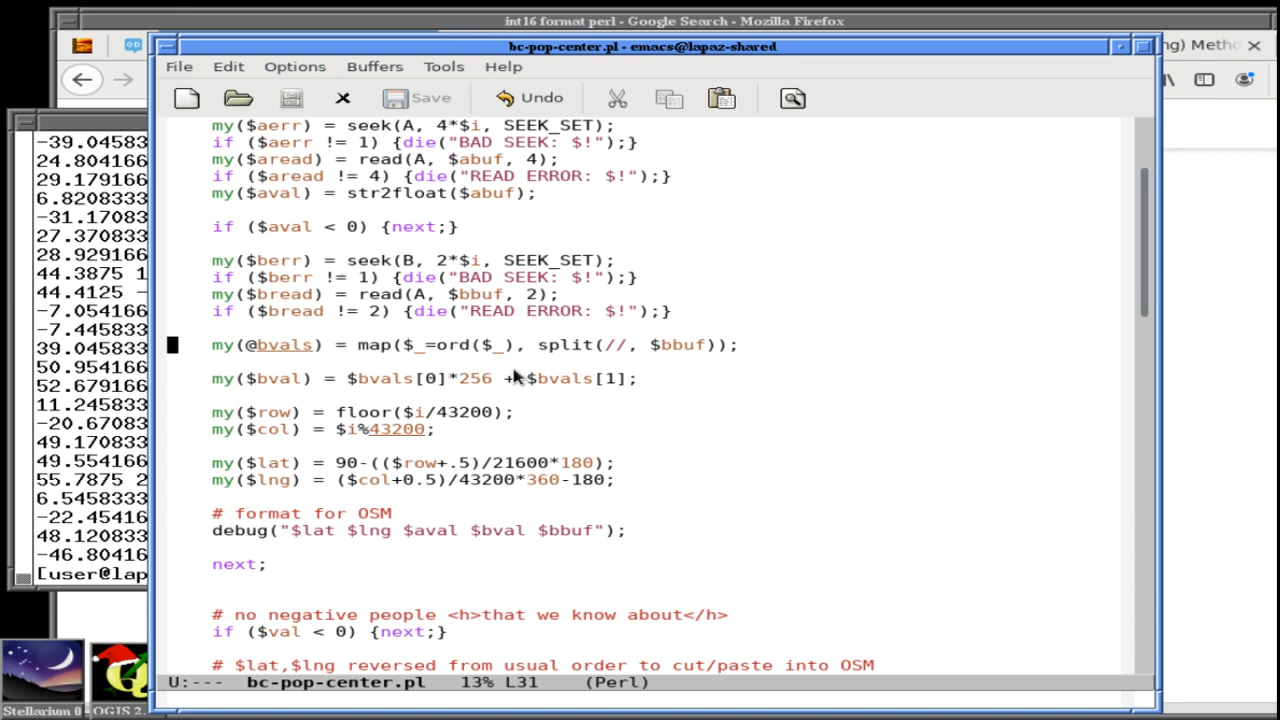 int16 format perl - Google Search - Mozilla Firefox
bc-pop-center.pl - emacs@lapaz-shared
File Edit Options Buffers Tools Help
Save Undo
ng) Metho
my($aerr) = seek(A, 4*$i, SEEK_SET);
if ($aerr != 1) {die("BAD SEEK: $!");}
my($aread) = read(A, $abuf, 4);
if ($aread != 4) {die("READ ERROR: $!");}
my($aval) = str2float($abuf);
if ($aval < 0) {next;}
my($berr) = seek(B, 2*$i, SEEK_SET);
if ($berr != 1) {die("BAD SEEK: $!");}
my($bread) = read(A, $bbuf, 2);
if ($bread != 2) {die("READ ERROR: $!");}
my(@bvals) = map($_=ord($_), split(//, $bbuf));
my($bval) = $bvals[0]*256 + $bvals[1];
my($row) = floor($i/43200);
my($col) = $i%43200;
my($lat) = 90-(($row+.5)/21600*180);
my($lng) = ($col+0.5)/43200*360-180;
# format for OSM
debug("$lat $lng $aval $bval $bbuf");
next;
# no negative people <h>that we know about</h>
if ($val < 0) {next;}
# $lat,$lng reversed from usual order to cut/paste into OSM
U:--- bc-pop-center.pl 13% L31 (Perl)
-39.04583
24.804166
29.179166
6.8208333
-31.17083
27.370833
28.929166
44.3875 1
44.4125 -
-7.054166
-7.445833
39.045833
50.954166
52.679166
11.245833
-20.67083
49.170833
49.554166
55.7875 2
6.5458333
-22.45416
48.120833
-46.80416
[user@lap
Stellarium 0
QGIS 2.